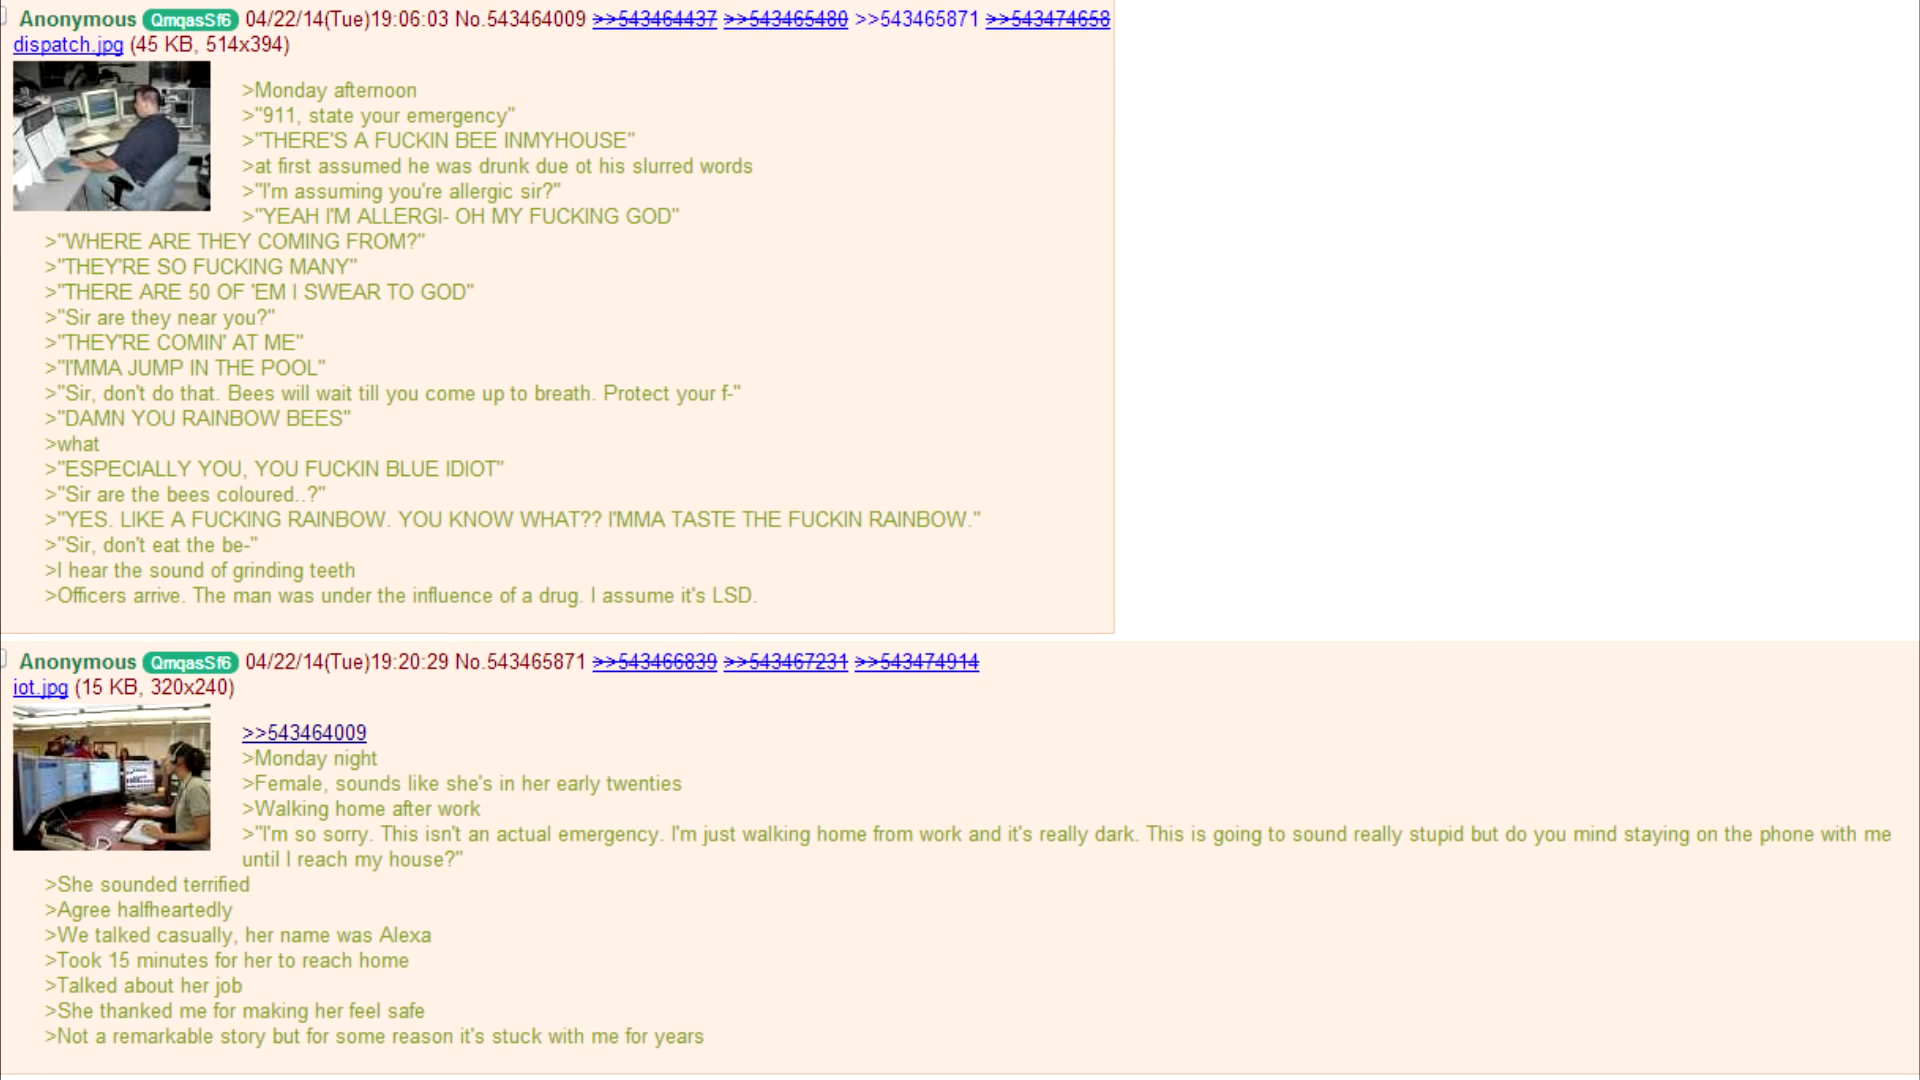 Anonymous QmqasSf6 04/22/14(Tue)19:06:03 No.543464009 >>543464437 >>543465480 >>543465871 >>543474658
dispatch.jpg (45 KB, 514x394)
>Monday afternoon
>"911, state your emergency"
>"THERE'S A FUCKIN BEE INMYHOUSE"
>at first assumed he was drunk due ot his slurred words
>"I'm assuming you're allergic sir?"
>"YEAH I'M ALLERGI- OH MY FUCKING GOD"
>"WHERE ARE THEY COMING FROM?"
>"THEY'RE SO FUCKING MANY"
>"THERE ARE 50 OF 'EM I SWEAR TO GOD"
>"Sir are they near you?"
>"THEY'RE COMIN' AT ME"
>"I'MMA JUMP IN THE POOL"
>"Sir, don't do that. Bees will wait till you come up to breath. Protect your f-"
>"DAMN YOU RAINBOW BEES"
>what
>"ESPECIALLY YOU, YOU FUCKIN BLUE IDIOT"
>"Sir are the bees coloured..?"
>"YES. LIKE A FUCKING RAINBOW. YOU KNOW WHAT?? I'MMA TASTE THE FUCKIN RAINBOW."
>"Sir, don't eat the be-"
>I hear the sound of grinding teeth
>Officers arrive. The man was under the influence of a drug. I assume it's LSD.
Anonymous QmqasSf6 04/22/14(Tue)19:20:29 No.543465871 >>543466839 >>543467231 >>543474914
iot.jpg (15 KB, 320x240)
>>543464009
>Monday night
>Female, sounds like she's in her early twenties
>Walking home after work
>"I'm so sorry. This isn't an actual emergency. I'm just walking home from work and it's really dark. This is going to sound really stupid but do you mind staying on the phone with me
until I reach my house?"
>She sounded terrified
>Agree halfheartedly
>We talked casually, her name was Alexa
>Took 15 minutes for her to reach home
>Talked about her job
>She thanked me for making her feel safe
>Not a remarkable story but for some reason it's stuck with me for years